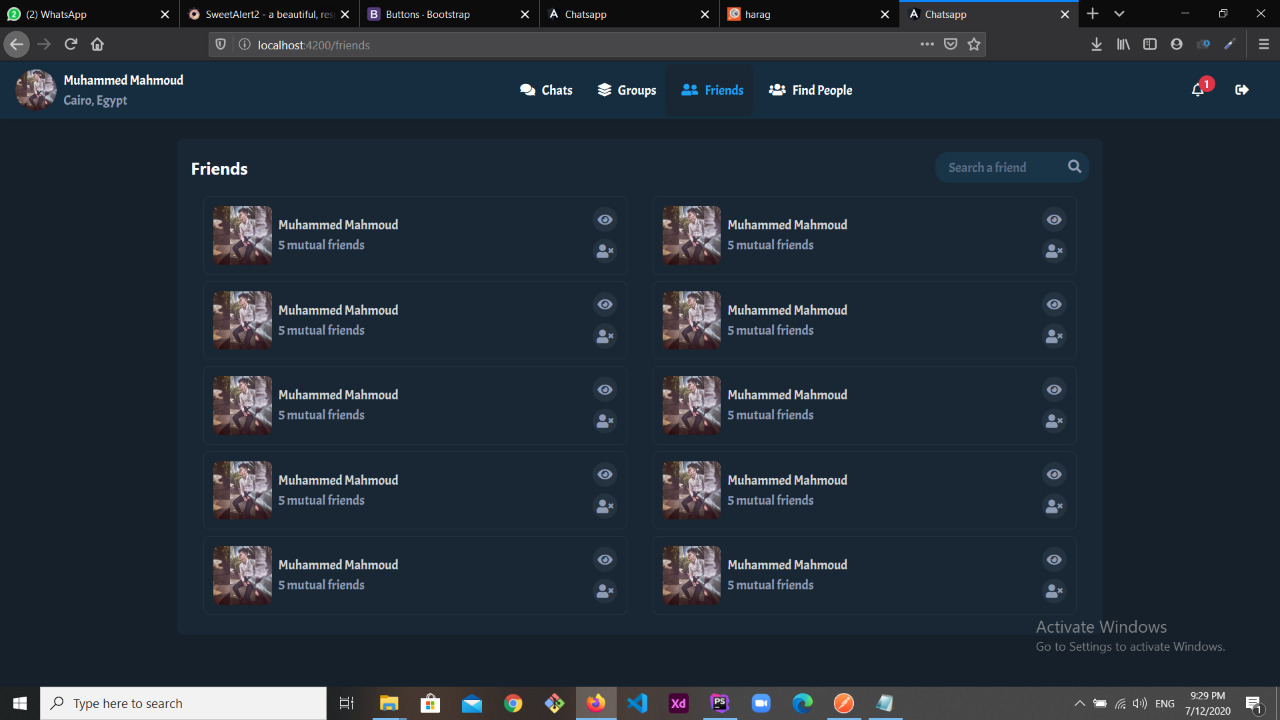 (2) WhatsApp
SweetAlert2 - a beautiful, res
Buttons · Bootstrap
Chatsapp
harag
Chatsapp
localhost:4200/friends
Muhammed Mahmoud
Cairo, Egypt
Chats
Groups
Friends
Find People
1
Friends
Search a friend
Muhammed Mahmoud
5 mutual friends
Muhammed Mahmoud
5 mutual friends
Muhammed Mahmoud
5 mutual friends
Muhammed Mahmoud
5 mutual friends
Muhammed Mahmoud
5 mutual friends
Muhammed Mahmoud
5 mutual friends
Muhammed Mahmoud
5 mutual friends
Muhammed Mahmoud
5 mutual friends
Muhammed Mahmoud
5 mutual friends
Muhammed Mahmoud
5 mutual friends
Activate Windows
Go to Settings to activate Windows.
Type here to search
Xd
PS
ENG
9:29 PM
7/12/2020
1